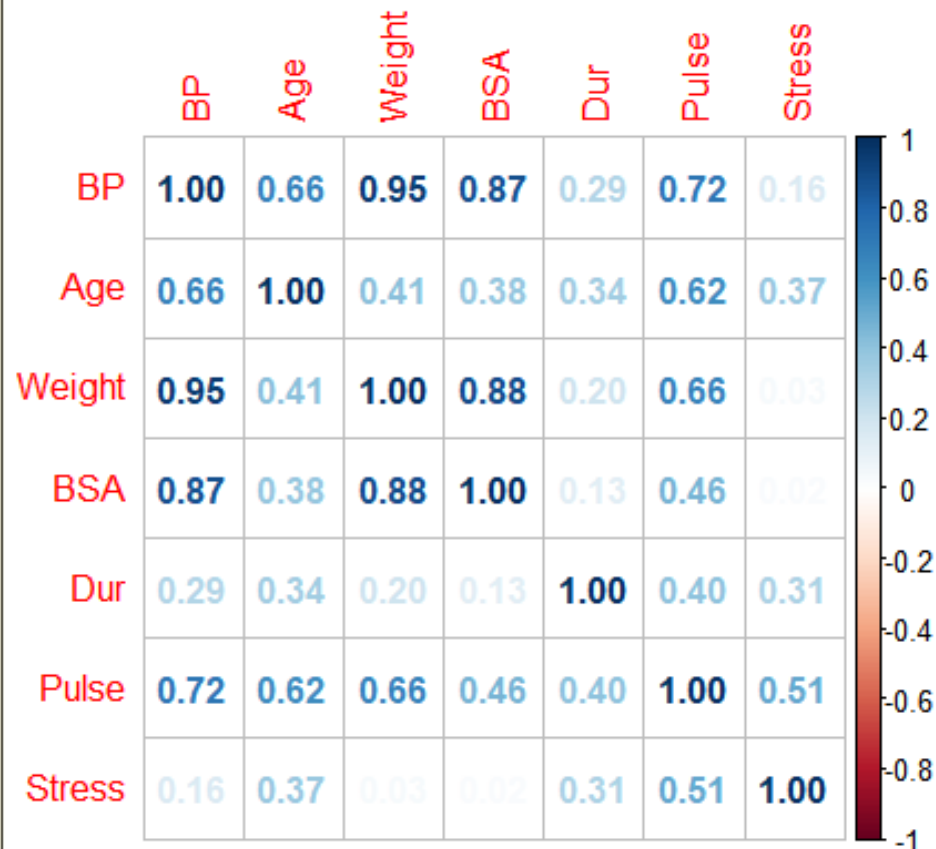 BP Age Weight BSA Dur Pulse Stress
BP 1.00 0.66 0.95 0.87 0.29 0.72 0.16
Age 0.66 1.00 0.41 0.38 0.34 0.62 0.37
Weight 0.95 0.41 1.00 0.88 0.20 0.66 0.03
BSA 0.87 0.38 0.88 1.00 0.13 0.46 0.02
Dur 0.29 0.34 0.20 0.13 1.00 0.40 0.31
Pulse 0.72 0.62 0.66 0.46 0.40 1.00 0.51
Stress 0.16 0.37 0.03 0.02 0.31 0.51 1.00
1
0.8
0.6
0.4
0.2
0
-0.2
-0.4
-0.6
-0.8
-1